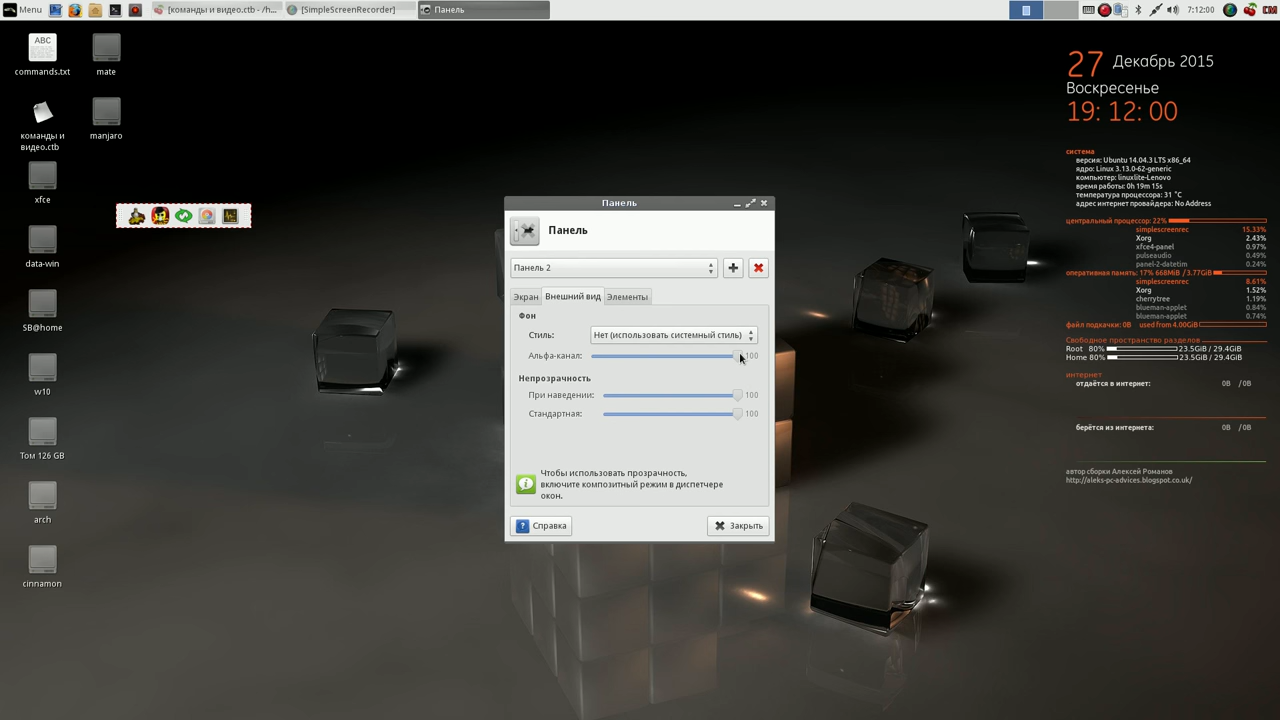 Menu
[команды и видео.ctb - /h...
[SimpleScreenRecorder]
Панель
7:12:00
ABC
commands.txt
mate
команды и
видео.ctb
manjaro
xfce
data-win
SB@home
w10
Том 126 GB
arch
cinnamon
Панель
Панель
Панель 2
Экран
Внешний вид
Элементы
Фон
Стиль:
Нет (использовать системный стиль)
Альфа-канал:
100
Непрозрачность
При наведении:
100
Стандартная:
100
Чтобы использовать прозрачность,
включите композитный режим в диспетчере
окон.
Справка
Закрыть
27 Декабрь 2015
Воскресенье
19: 12: 00
система
версия: Ubuntu 14.04.3 LTS x86_64
ядро: Linux 3.13.0-62-generic
компьютер: linuxlite-Lenovo
время работы: 0h 19m 15s
температура процессора: 31 °C
адрес интернет провайдера: No Address
центральный процессор: 22%
simplescreenrec 15.33%
Xorg 2.43%
xfce4-panel 0.97%
pulseaudio 0.49%
panel-2-datetim 0.24%
оперативная память: 17% 668MiB / 3.77GiB
simplescreenrec 8.61%
Xorg 1.52%
cherrytree 1.19%
blueman-applet 0.84%
blueman-applet 0.74%
файл подкачки: 0B used from 4.00GiB
Свободное пространство разделов
Root 80% 23.5GiB / 29.4GiB
Home 80% 23.5GiB / 29.4GiB
интернет
отдаётся в интернет: 0B / 0B
берётся из интернета: 0B / 0B
автор сборки Алексей Романов
http://aleks-pc-advices.blogspot.co.uk/